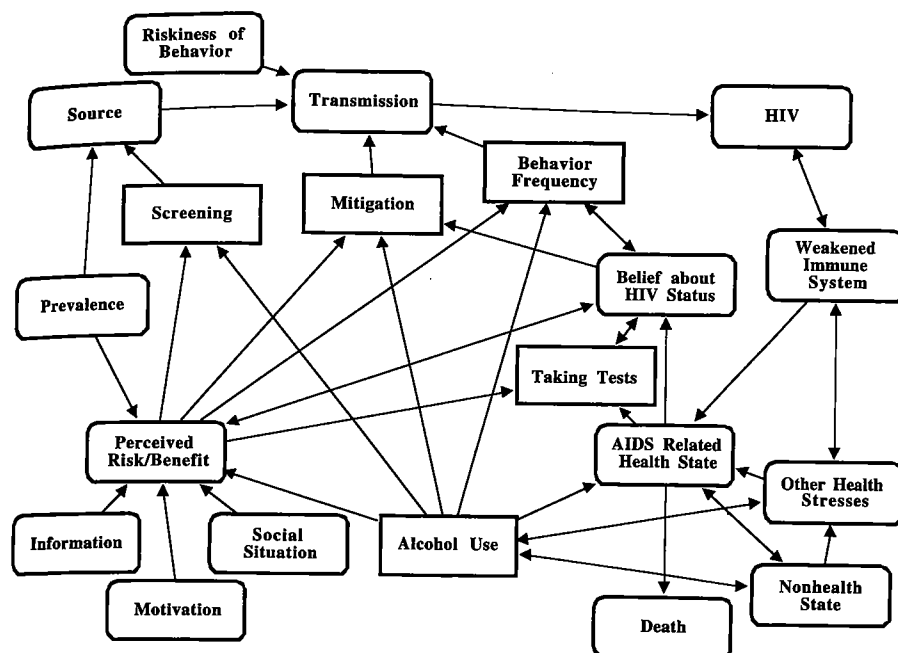 Riskiness of
Behavior
Source
Transmission
HIV
Behavior
Frequency
Screening
Mitigation
Weakened
Immune
System
Belief about
HIV Status
Prevalence
Taking Tests
Perceived
Risk/Benefit
AIDS Related
Health State
Other Health
Stresses
Information
Social
Situation
Alcohol Use
Motivation
Nonhealth
State
Death